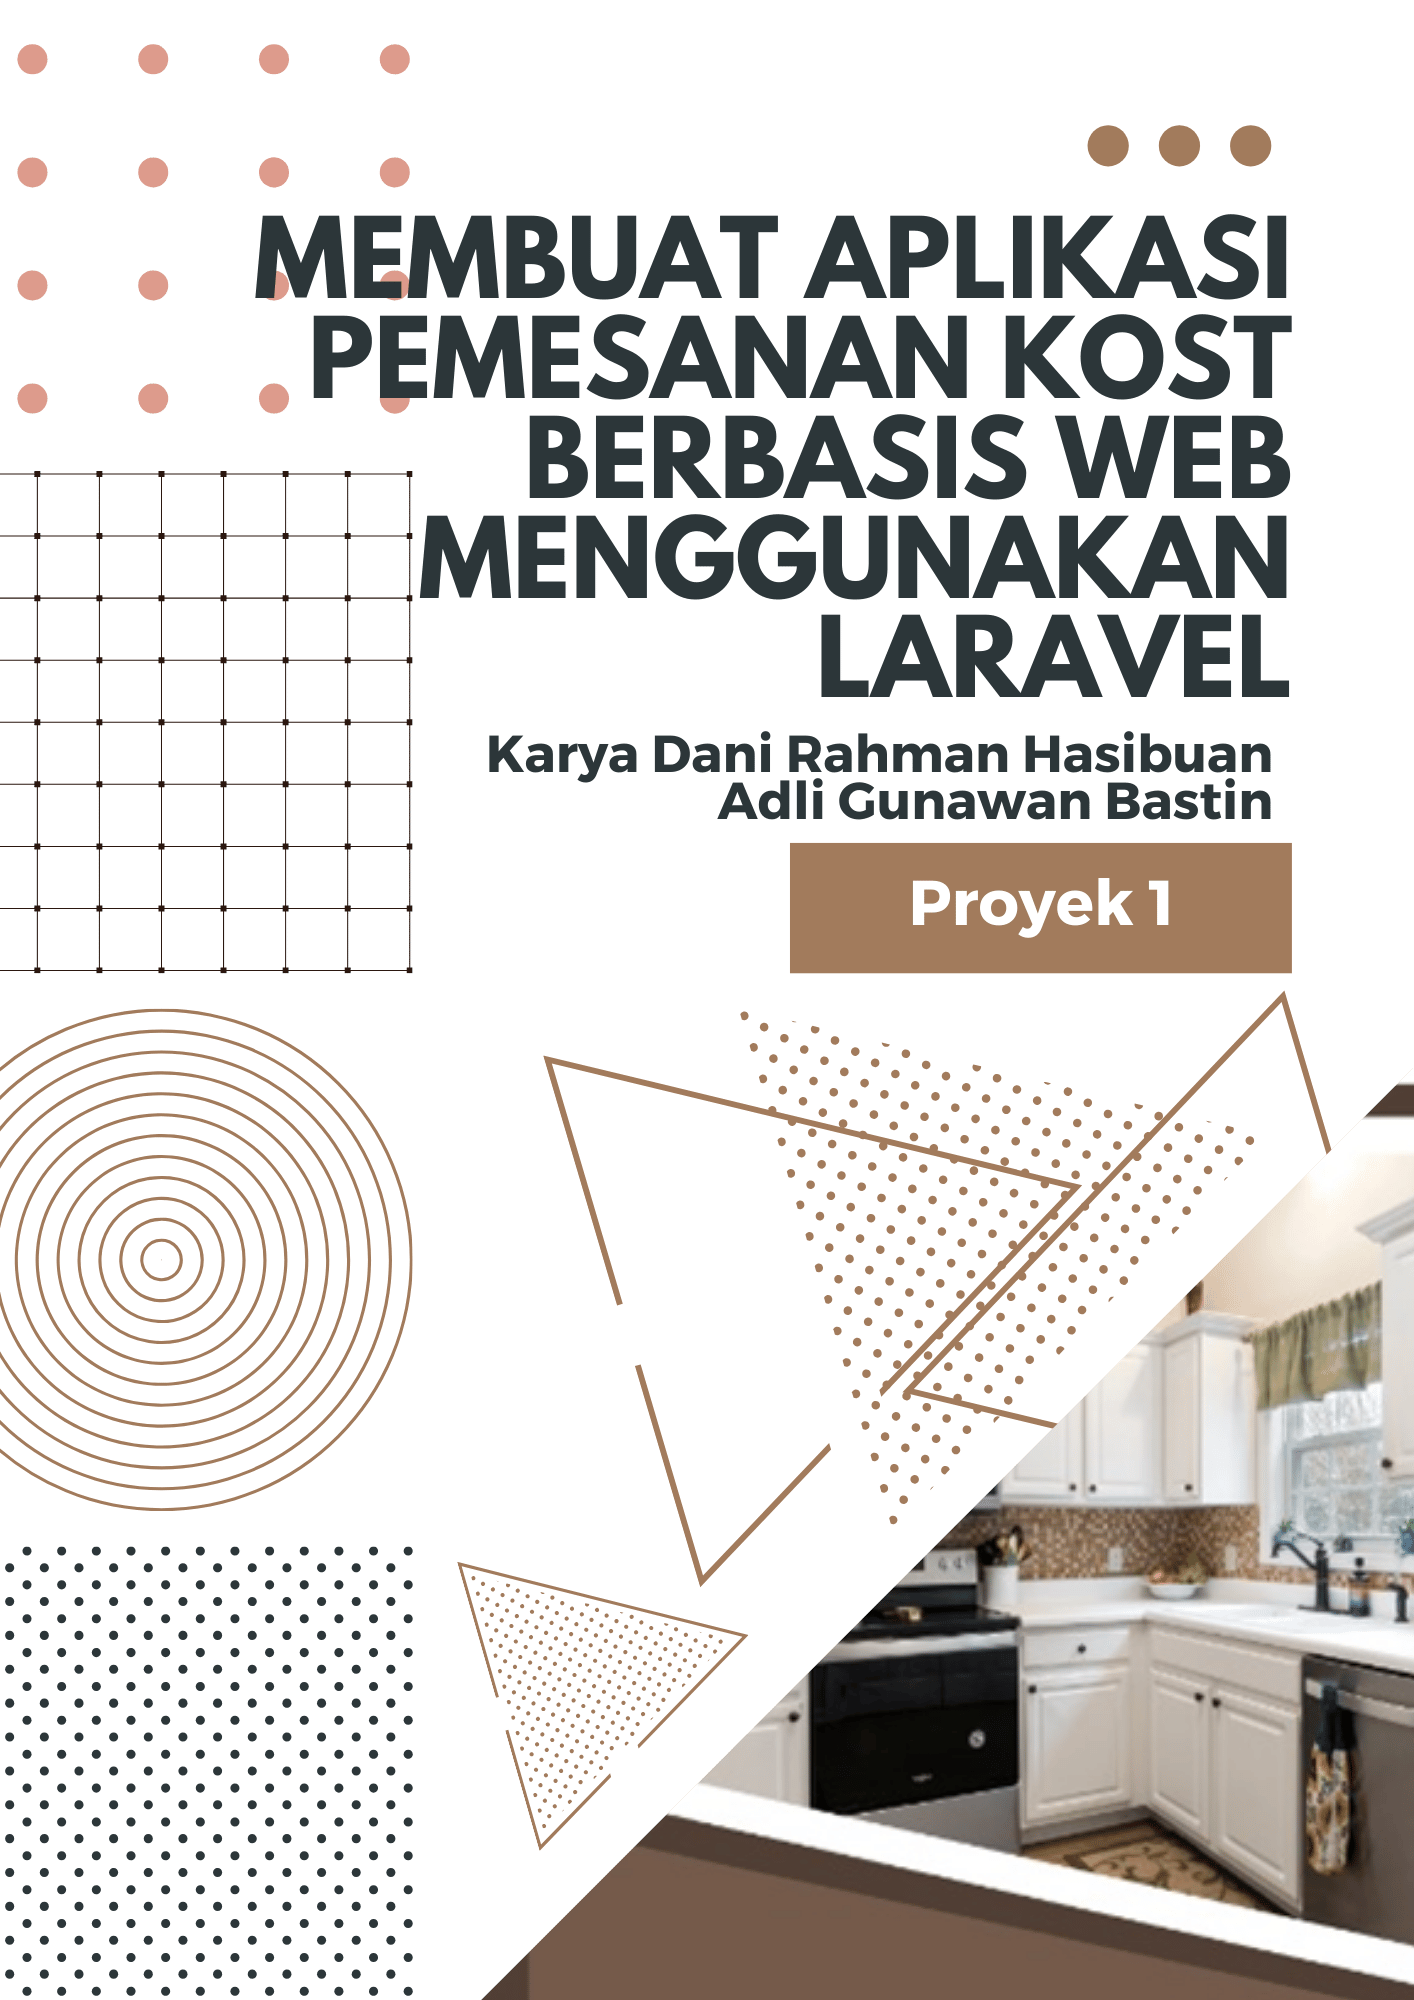 MEMBUAT APLIKASI
PEMESANAN KOST
BERBASIS WEB
MENGGUNAKAN
LARAVEL
Karya Dani Rahman Hasibuan
Adli Gunawan Bastin
Proyek 1